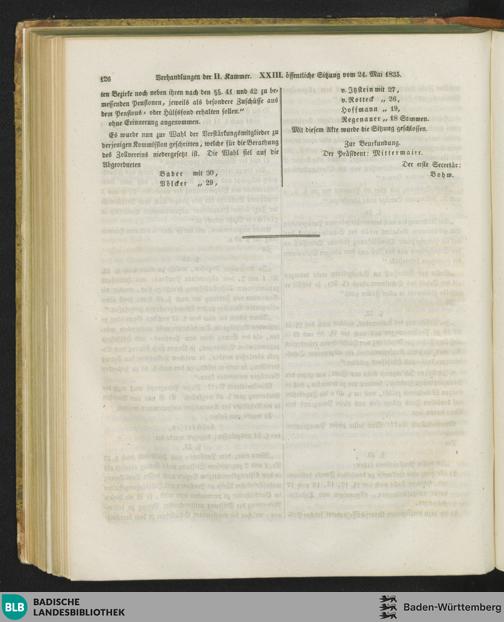 126 Verhandlungen der II. Kammer. XXIII. öffentliche Sitzung vom 24. Mai 1835.
ten Bezirke noch neben ihren nach den §§. 41 und 42 zu be-
messenden Pensionen, jeweils als besondere Zuschüsse aus
dem Pensions- oder Hülfsfond erhalten sollen.“
ohne Erinnerung angenommen.
Es wurde nun zur Wahl der Verstärkungsmitglieder zu
derjenigen Kommission geschritten, welche für die Berathung
des Zollvereins niedergesetzt ist. Die Wahl fiel auf die
Abgeordneten
Bader mit 30,
Völcker „ 29,
v. Itzstein mit 27,
v. Rotteck „ 26,
Hoffmann „ 19,
Regenauer „ 18 Stimmen.
Mit diesem Akte wurde die Sitzung geschlossen.
Zur Beurkundung.
Der Präsident: Mittermaier.
Der erste Secretär:
Bohm.
BLB BADISCHE
LANDESBIBLIOTHEK
Baden-Württemberg